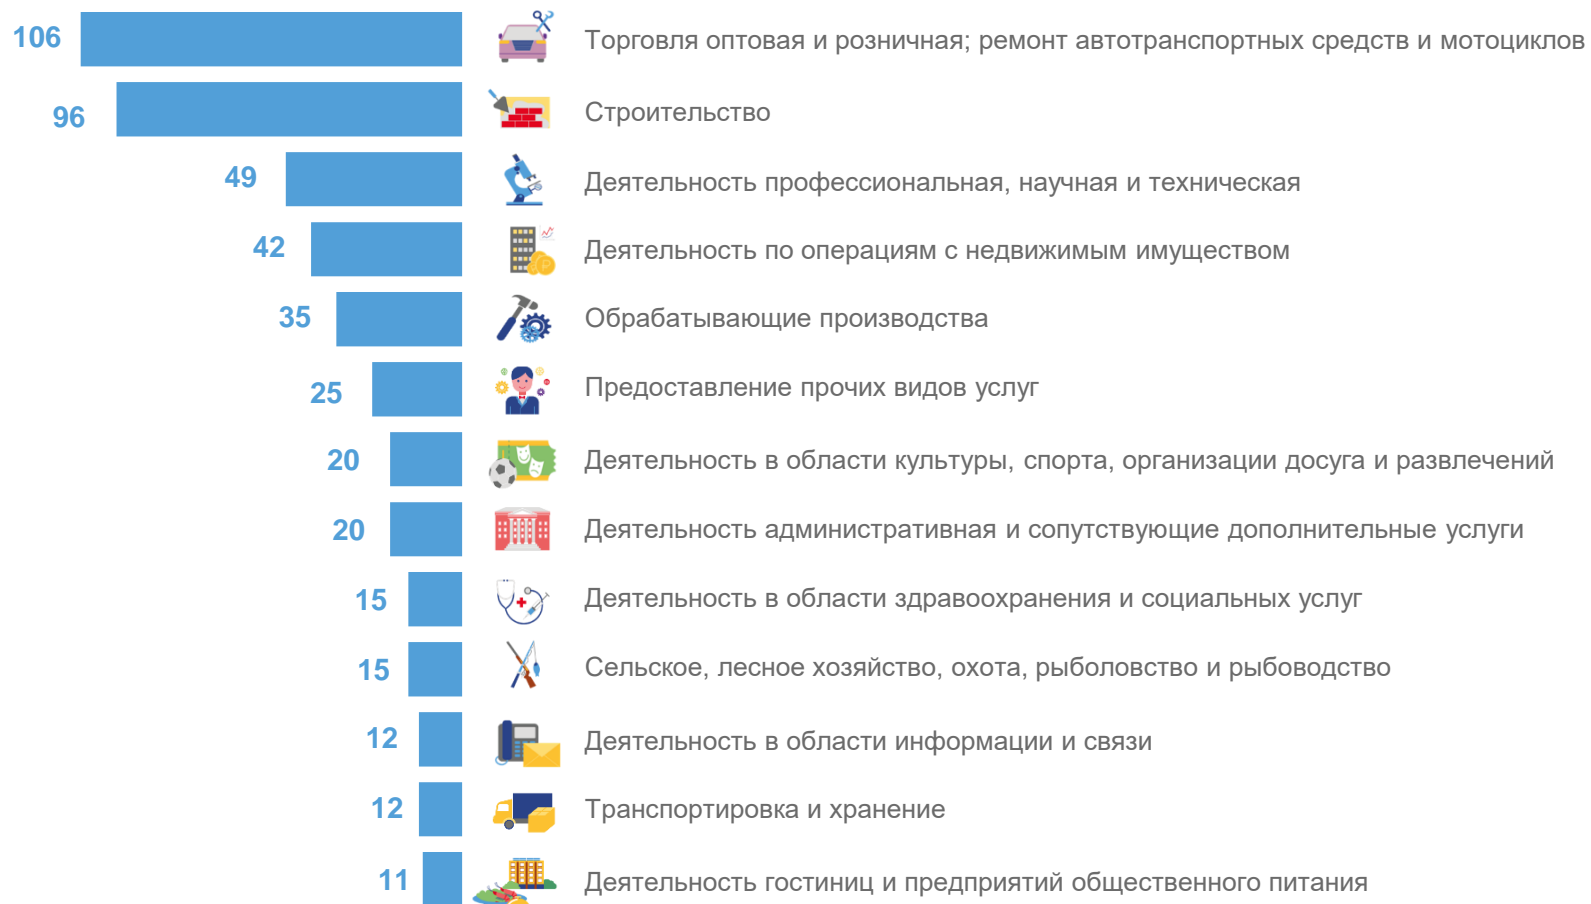 106 Торговля оптовая и розничная; ремонт автотранспортных средств и мотоциклов
96 Строительство
49 Деятельность профессиональная, научная и техническая
42 Деятельность по операциям с недвижимым имуществом
35 Обрабатывающие производства
25 Предоставление прочих видов услуг
20 Деятельность в области культуры, спорта, организации досуга и развлечений
20 Деятельность административная и сопутствующие дополнительные услуги
15 Деятельность в области здравоохранения и социальных услуг
15 Сельское, лесное хозяйство, охота, рыболовство и рыбоводство
12 Деятельность в области информации и связи
12 Транспортировка и хранение
11 Деятельность гостиниц и предприятий общественного питания